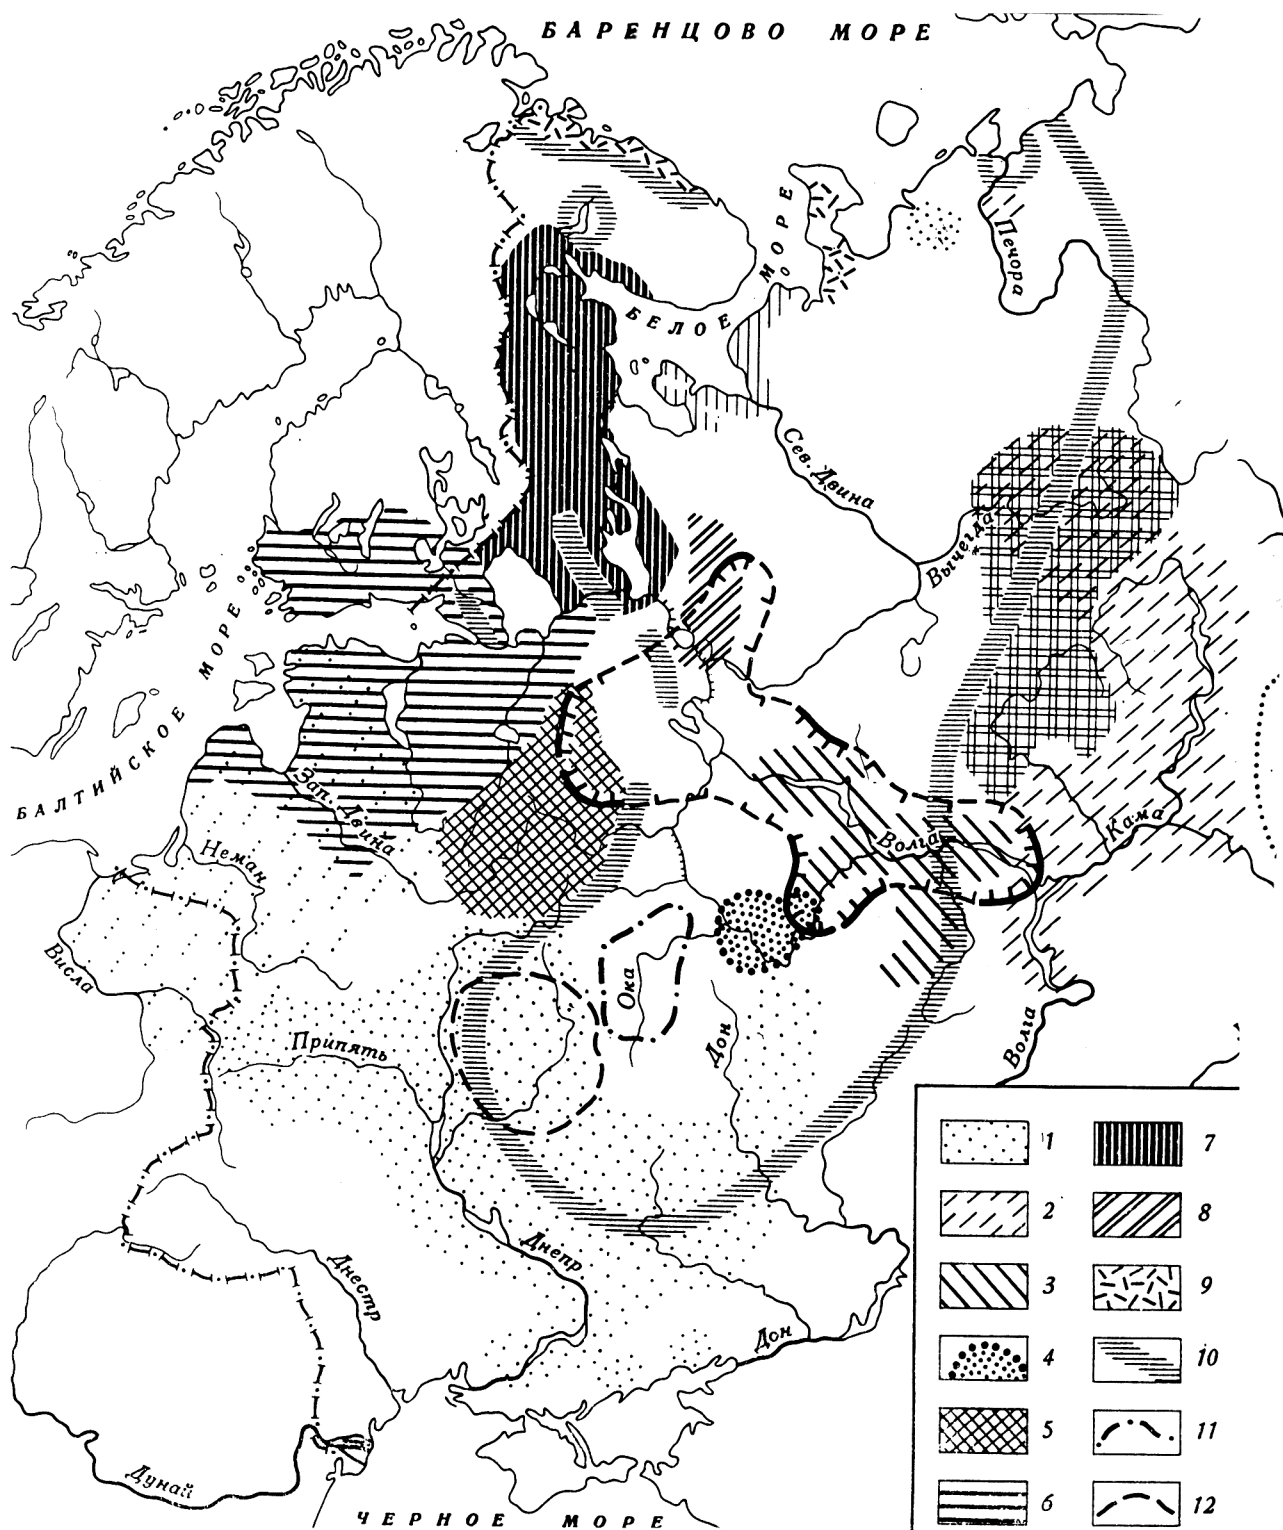 БАРЕНЦОВО МОРЕ
БЕЛОЕ МОРЕ
Печора
Сев. Двина
Вычегда
БАЛТИЙСКОЕ МОРЕ
Зап. Двина
Неман
Висла
Волга
Кама
Ока
Дон
Волга
Припять
Днепр
Днестр
Дон
Дунай
ЧЕРНОЕ МОРЕ
1
2
3
4
5
6
7
8
9
10
11
12